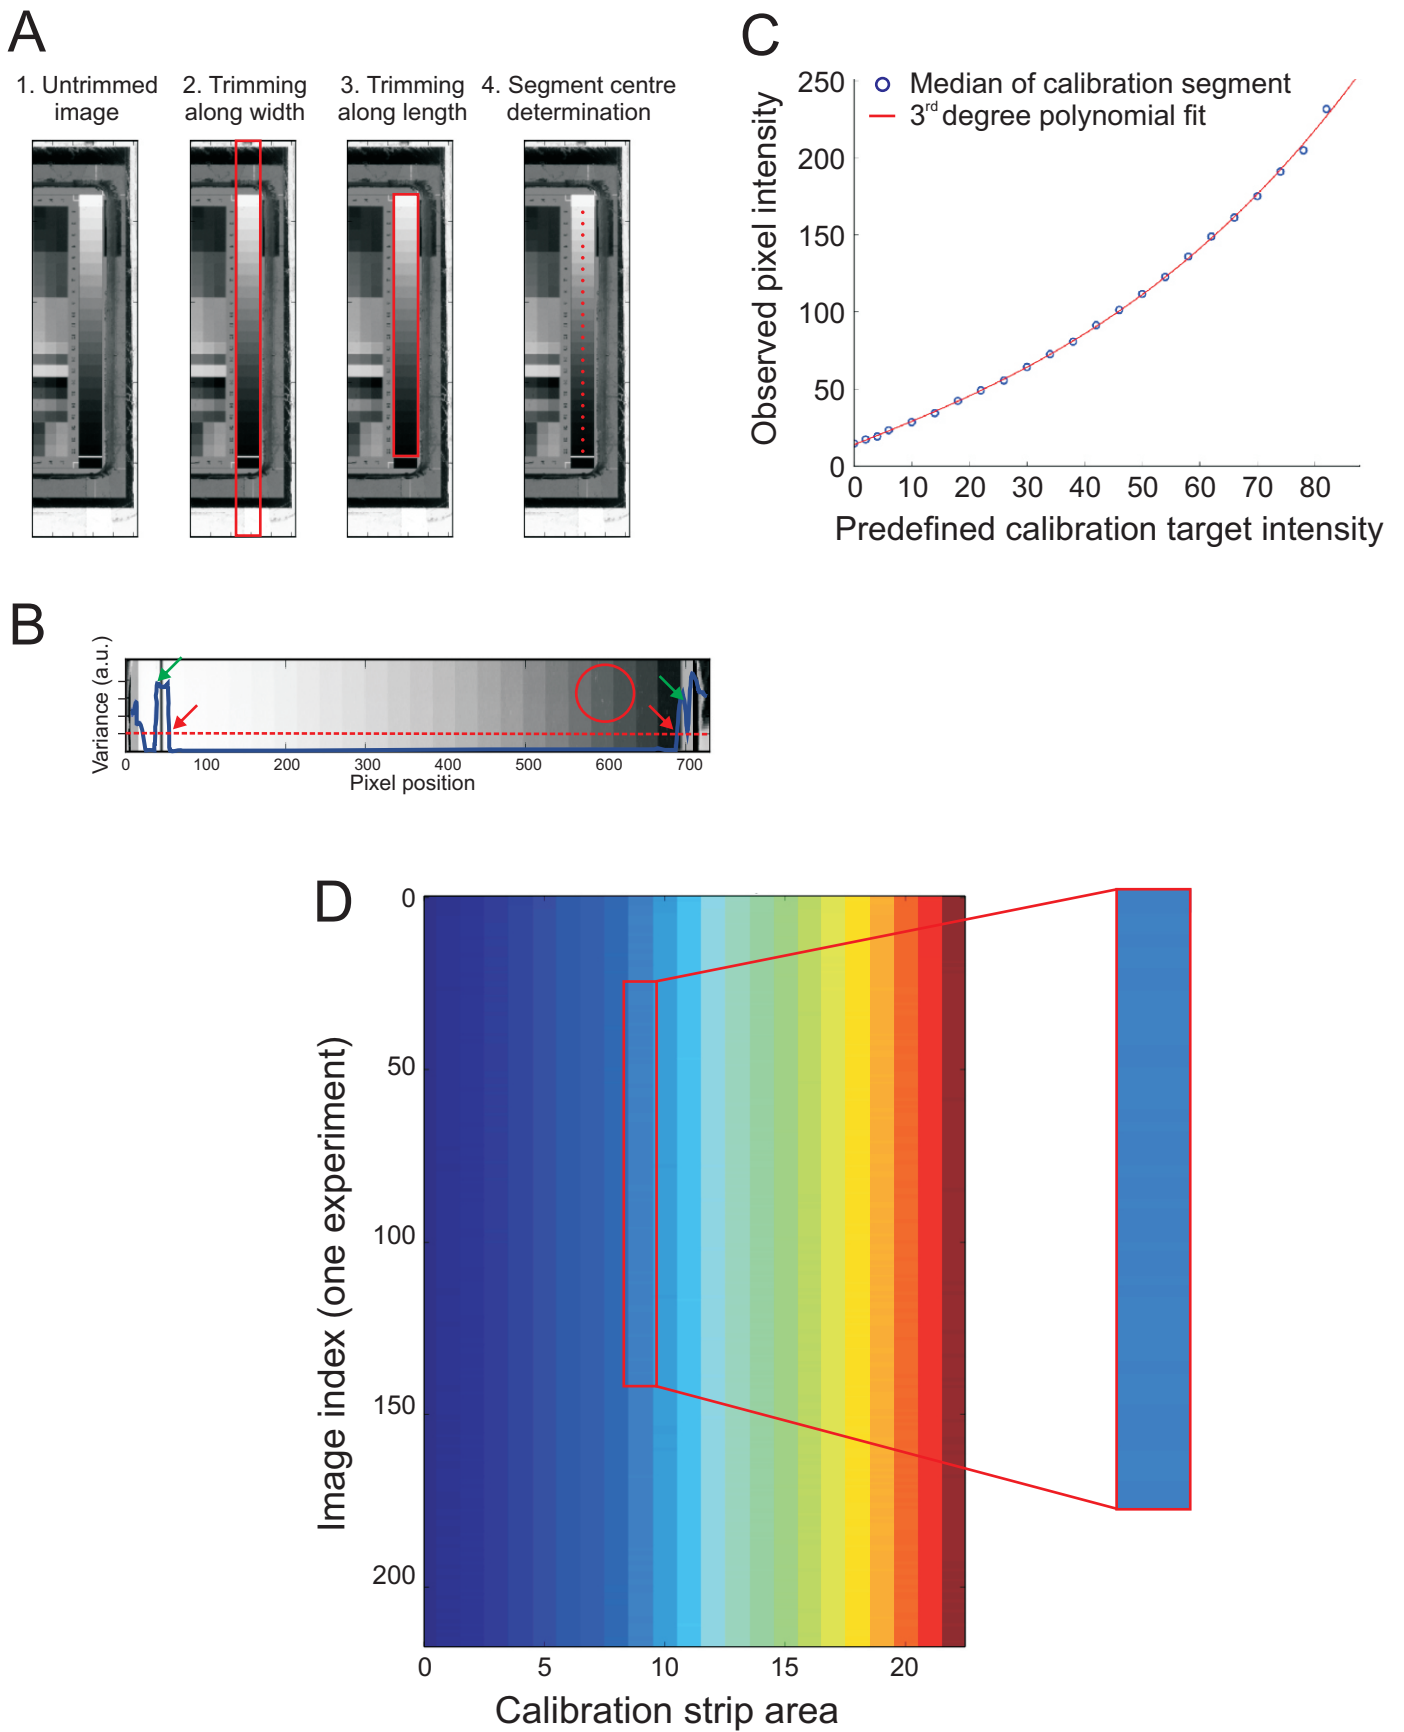 A
1. Untrimmed
image
2. Trimming
along width
3. Trimming
along length
4. Segment centre
determination
C
Observed pixel intensity
250
200
150
100
50
0
Median of calibration segment
3rd degree polynomial fit
0 10 20 30 40 50 60 70 80
Predefined calibration target intensity
B
Variance (a.u.)
0 100 200 300 400 500 600 700
Pixel position
D
Image index (one experiment)
0
50
100
150
200
0 5 10 15 20
Calibration strip area